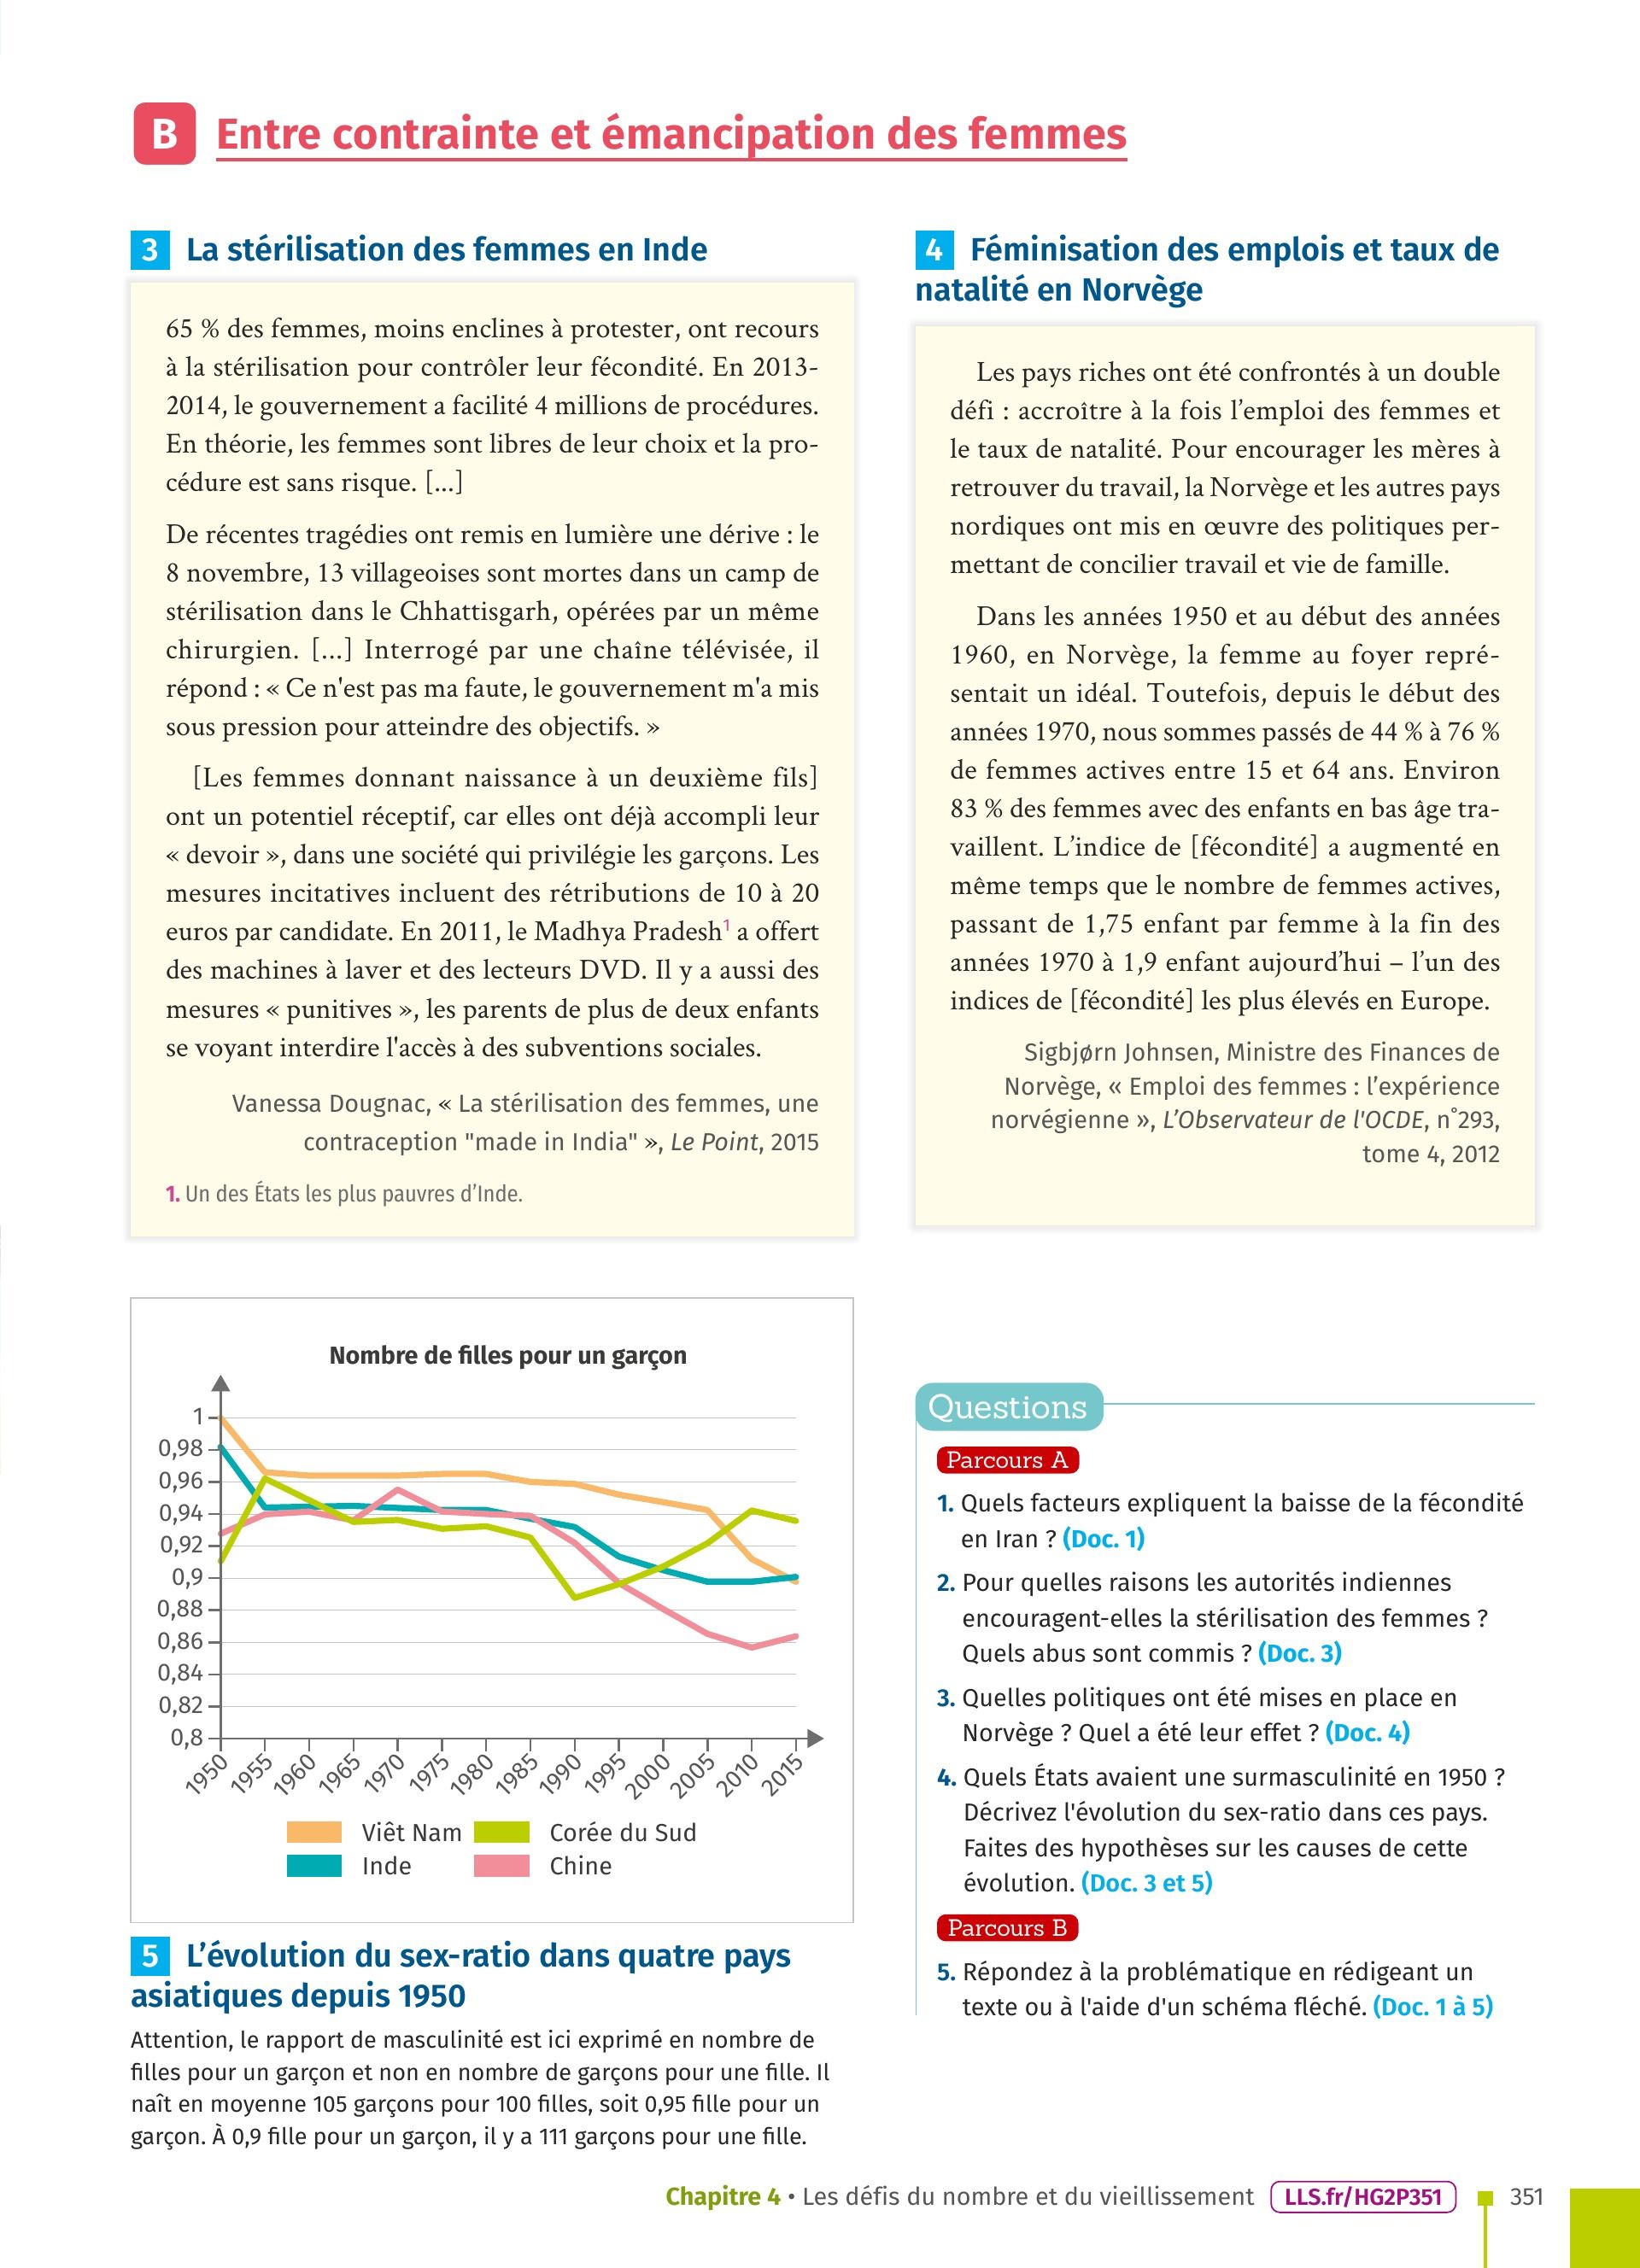 B Entre contrainte et émancipation des femmes
3 La stérilisation des femmes en Inde
65 % des femmes, moins enclines à protester, ont recours
à la stérilisation pour contrôler leur fécondité. En 2013-
2014, le gouvernement a facilité 4 millions de procédures.
En théorie, les femmes sont libres de leur choix et la pro-
cédure est sans risque. [...]
De récentes tragédies ont remis en lumière une dérive : le
8 novembre, 13 villageoises sont mortes dans un camp de
stérilisation dans le Chhattisgarh, opérées par un même
chirurgien. [...] Interrogé par une chaîne télévisée, il
répond : « Ce n'est pas ma faute, le gouvernement m'a mis
sous pression pour atteindre des objectifs. »
[Les femmes donnant naissance à un deuxième fils]
ont un potentiel réceptif, car elles ont déjà accompli leur
« devoir », dans une société qui privilégie les garçons. Les
mesures incitatives incluent des rétributions de 10 à 20
euros par candidate. En 2011, le Madhya Pradesh1 a offert
des machines à laver et des lecteurs DVD. Il y a aussi des
mesures « punitives », les parents de plus de deux enfants
se voyant interdire l'accès à des subventions sociales.
Vanessa Dougnac, « La stérilisation des femmes, une
contraception "made in India" », Le Point, 2015
1. Un des États les plus pauvres d’Inde.
4 Féminisation des emplois et taux de
natalité en Norvège
Les pays riches ont été confrontés à un double
défi : accroître à la fois l’emploi des femmes et
le taux de natalité. Pour encourager les mères à
retrouver du travail, la Norvège et les autres pays
nordiques ont mis en œuvre des politiques per-
mettant de concilier travail et vie de famille.
Dans les années 1950 et au début des années
1960, en Norvège, la femme au foyer repré-
sentait un idéal. Toutefois, depuis le début des
années 1970, nous sommes passés de 44 % à 76 %
de femmes actives entre 15 et 64 ans. Environ
83 % des femmes avec des enfants en bas âge tra-
vaillent. L’indice de [fécondité] a augmenté en
même temps que le nombre de femmes actives,
passant de 1,75 enfant par femme à la fin des
années 1970 à 1,9 enfant aujourd’hui – l’un des
indices de [fécondité] les plus élevés en Europe.
Sigbjørn Johnsen, Ministre des Finances de
Norvège, « Emploi des femmes : l’expérience
norvégienne », L’Observateur de l'OCDE, n°293,
tome 4, 2012
Nombre de filles pour un garçon
1
0,98
0,96
0,94
0,92
0,9
0,88
0,86
0,84
0,82
0,8
1950 1955 1960 1965 1970 1975 1980 1985 1990 1995 2000 2005 2010 2015
Viêt Nam Corée du Sud
Inde Chine
5 L’évolution du sex-ratio dans quatre pays
asiatiques depuis 1950
Attention, le rapport de masculinité est ici exprimé en nombre de
filles pour un garçon et non en nombre de garçons pour une fille. Il
naît en moyenne 105 garçons pour 100 filles, soit 0,95 fille pour un
garçon. À 0,9 fille pour un garçon, il y a 111 garçons pour une fille.
Questions
Parcours A
1. Quels facteurs expliquent la baisse de la fécondité
en Iran ? (Doc. 1)
2. Pour quelles raisons les autorités indiennes
encouragent-elles la stérilisation des femmes ?
Quels abus sont commis ? (Doc. 3)
3. Quelles politiques ont été mises en place en
Norvège ? Quel a été leur effet ? (Doc. 4)
4. Quels États avaient une surmasculinité en 1950 ?
Décrivez l'évolution du sex-ratio dans ces pays.
Faites des hypothèses sur les causes de cette
évolution. (Doc. 3 et 5)
Parcours B
5. Répondez à la problématique en rédigeant un
texte ou à l'aide d'un schéma fléché. (Doc. 1 à 5)
Chapitre 4 • Les défis du nombre et du vieillissement LLS.fr/HG2P351 351